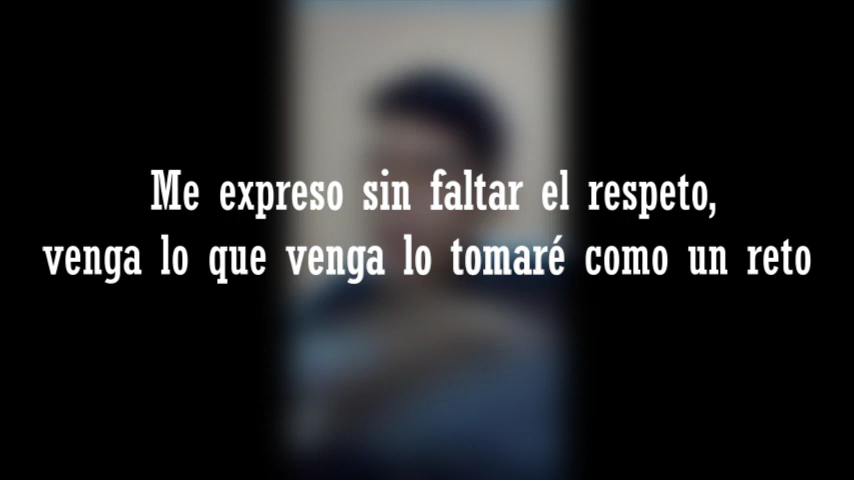 Me expreso sin faltar el respeto,
venga lo que venga lo tomaré como un reto